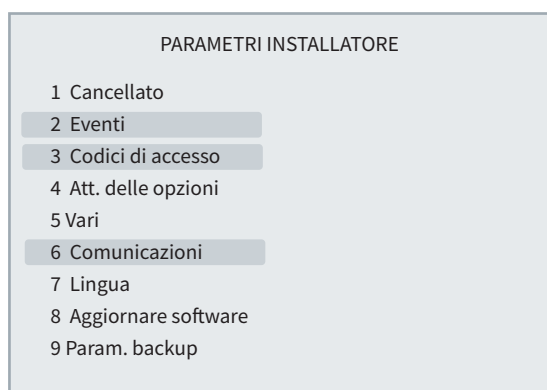 PARAMETRI INSTALLATORE
1 Cancellato
2 Eventi
3 Codici di accesso
4 Att. delle opzioni
5 Vari
6 Comunicazioni
7 Lingua
8 Aggiornare software
9 Param. backup